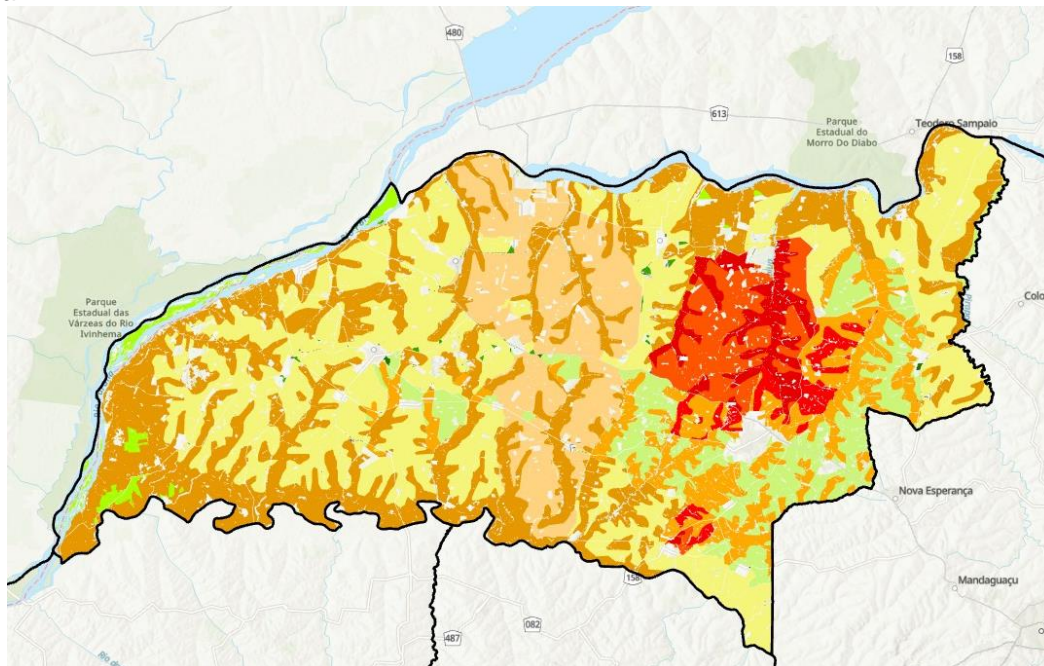 480
158
613
Parque
Estadual do
Morro Do Diabo
Teodoro Sampaio
Parque
Estadual das
Várzeas do Rio
Ivinhema
Colo
Nova Esperança
158
Mandaguaçu
082
487